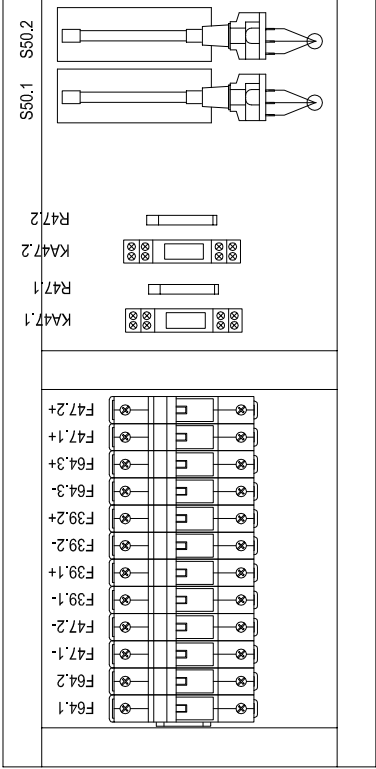 S50.2
S50.1
R47.2
KA47.2
R47.1
KA47.1
F47.2+
F47.1+
F64.3+
F64.3-
F39.2+
F39.2-
F39.1+
F39.1-
F47.2-
F47.1-
F64.2
F64.1